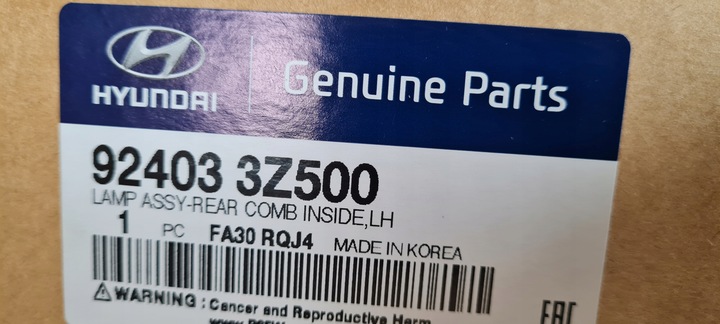 HYUNDAI
Genuine Parts
92403 3Z500
LAMP ASSY-REAR COMB INSIDE,LH
1 PC FA30 RQJ4 MADE IN KOREA
⚠WARNING : Cancer and Reproductive Harm
EAC